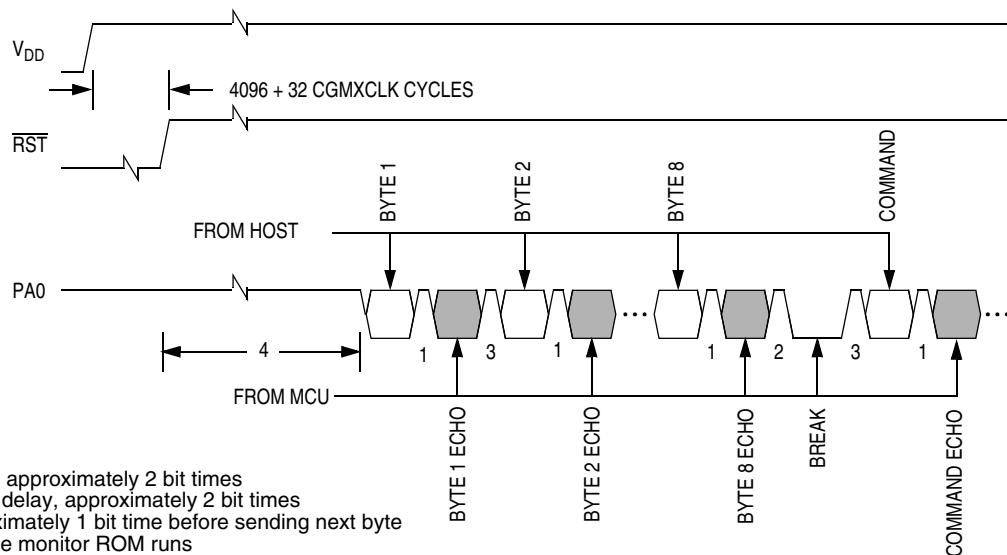 VDD
4096 + 32 CGMXCLK CYCLES
RST
BYTE 1
BYTE 2
BYTE 8
COMMAND
FROM HOST
PA0
4
1
3
1
1
2
3
1
FROM MCU
BYTE 1 ECHO
BYTE 2 ECHO
BYTE 8 ECHO
BREAK
COMMAND ECHO
approximately 2 bit times
delay, approximately 2 bit times
1 bit time before sending next byte
monitor ROM runs